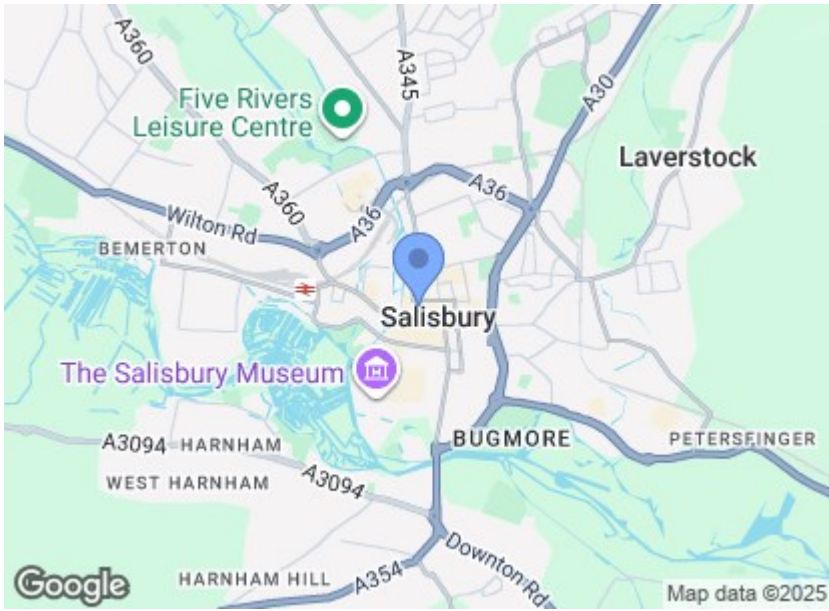 A360
A345
A30
Five Rivers
Leisure Centre
Laverstock
A360
A36
A36
Wilton Rd
BEMERTON
Salisbury
The Salisbury Museum
BUGMORE
PETERSFINGER
A3094
HARNHAM
WEST HARNHAM
A3094
Downton Rd
HARNHAM HILL
A354
Google
Map data ©2025